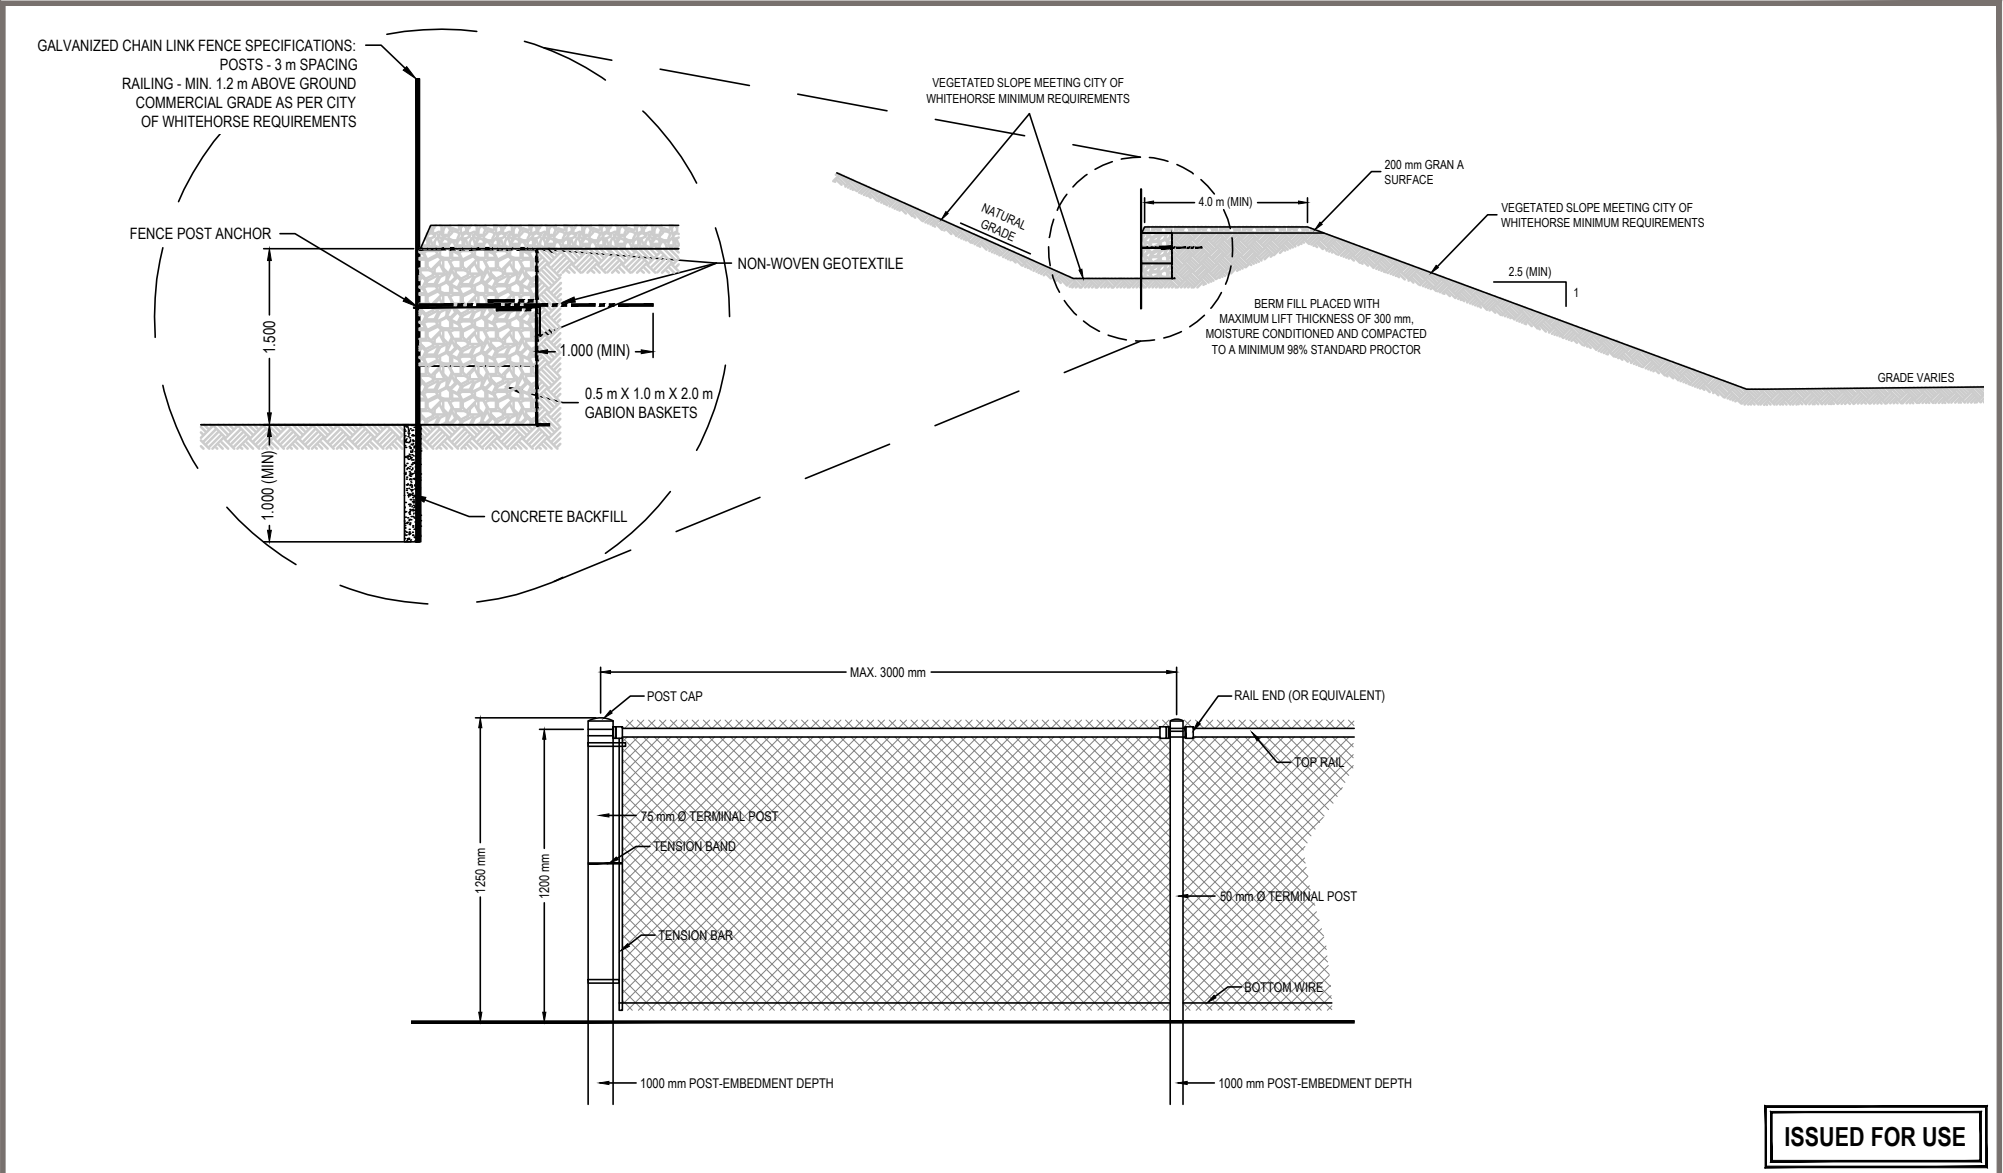 GALVANIZED CHAIN LINK FENCE SPECIFICATIONS:
POSTS - 3 m SPACING
RAILING - MIN. 1.2 m ABOVE GROUND
COMMERCIAL GRADE AS PER CITY
OF WHITEHORSE REQUIREMENTS
FENCE POST ANCHOR
NON-WOVEN GEOTEXTILE
1.500
1.000 (MIN)
0.5 m X 1.0 m X 2.0 m
GABION BASKETS
1.000 (MIN)
CONCRETE BACKFILL
VEGETATED SLOPE MEETING CITY OF
WHITEHORSE MINIMUM REQUIREMENTS
NATURAL
GRADE
4.0 m (MIN)
200 mm GRAN A
SURFACE
VEGETATED SLOPE MEETING CITY OF
WHITEHORSE MINIMUM REQUIREMENTS
2.5 (MIN)
1
BERM FILL PLACED WITH
MAXIMUM LIFT THICKNESS OF 300 mm,
MOISTURE CONDITIONED AND COMPACTED
TO A MINIMUM 98% STANDARD PROCTOR
GRADE VARIES
MAX. 3000 mm
POST CAP
RAIL END (OR EQUIVALENT)
TOP RAIL
75 mm Ø TERMINAL POST
TENSION BAND
1250 mm
1200 mm
50 mm Ø TERMINAL POST
TENSION BAR
BOTTOM WIRE
1000 mm POST-EMBEDMENT DEPTH
1000 mm POST-EMBEDMENT DEPTH
ISSUED FOR USE